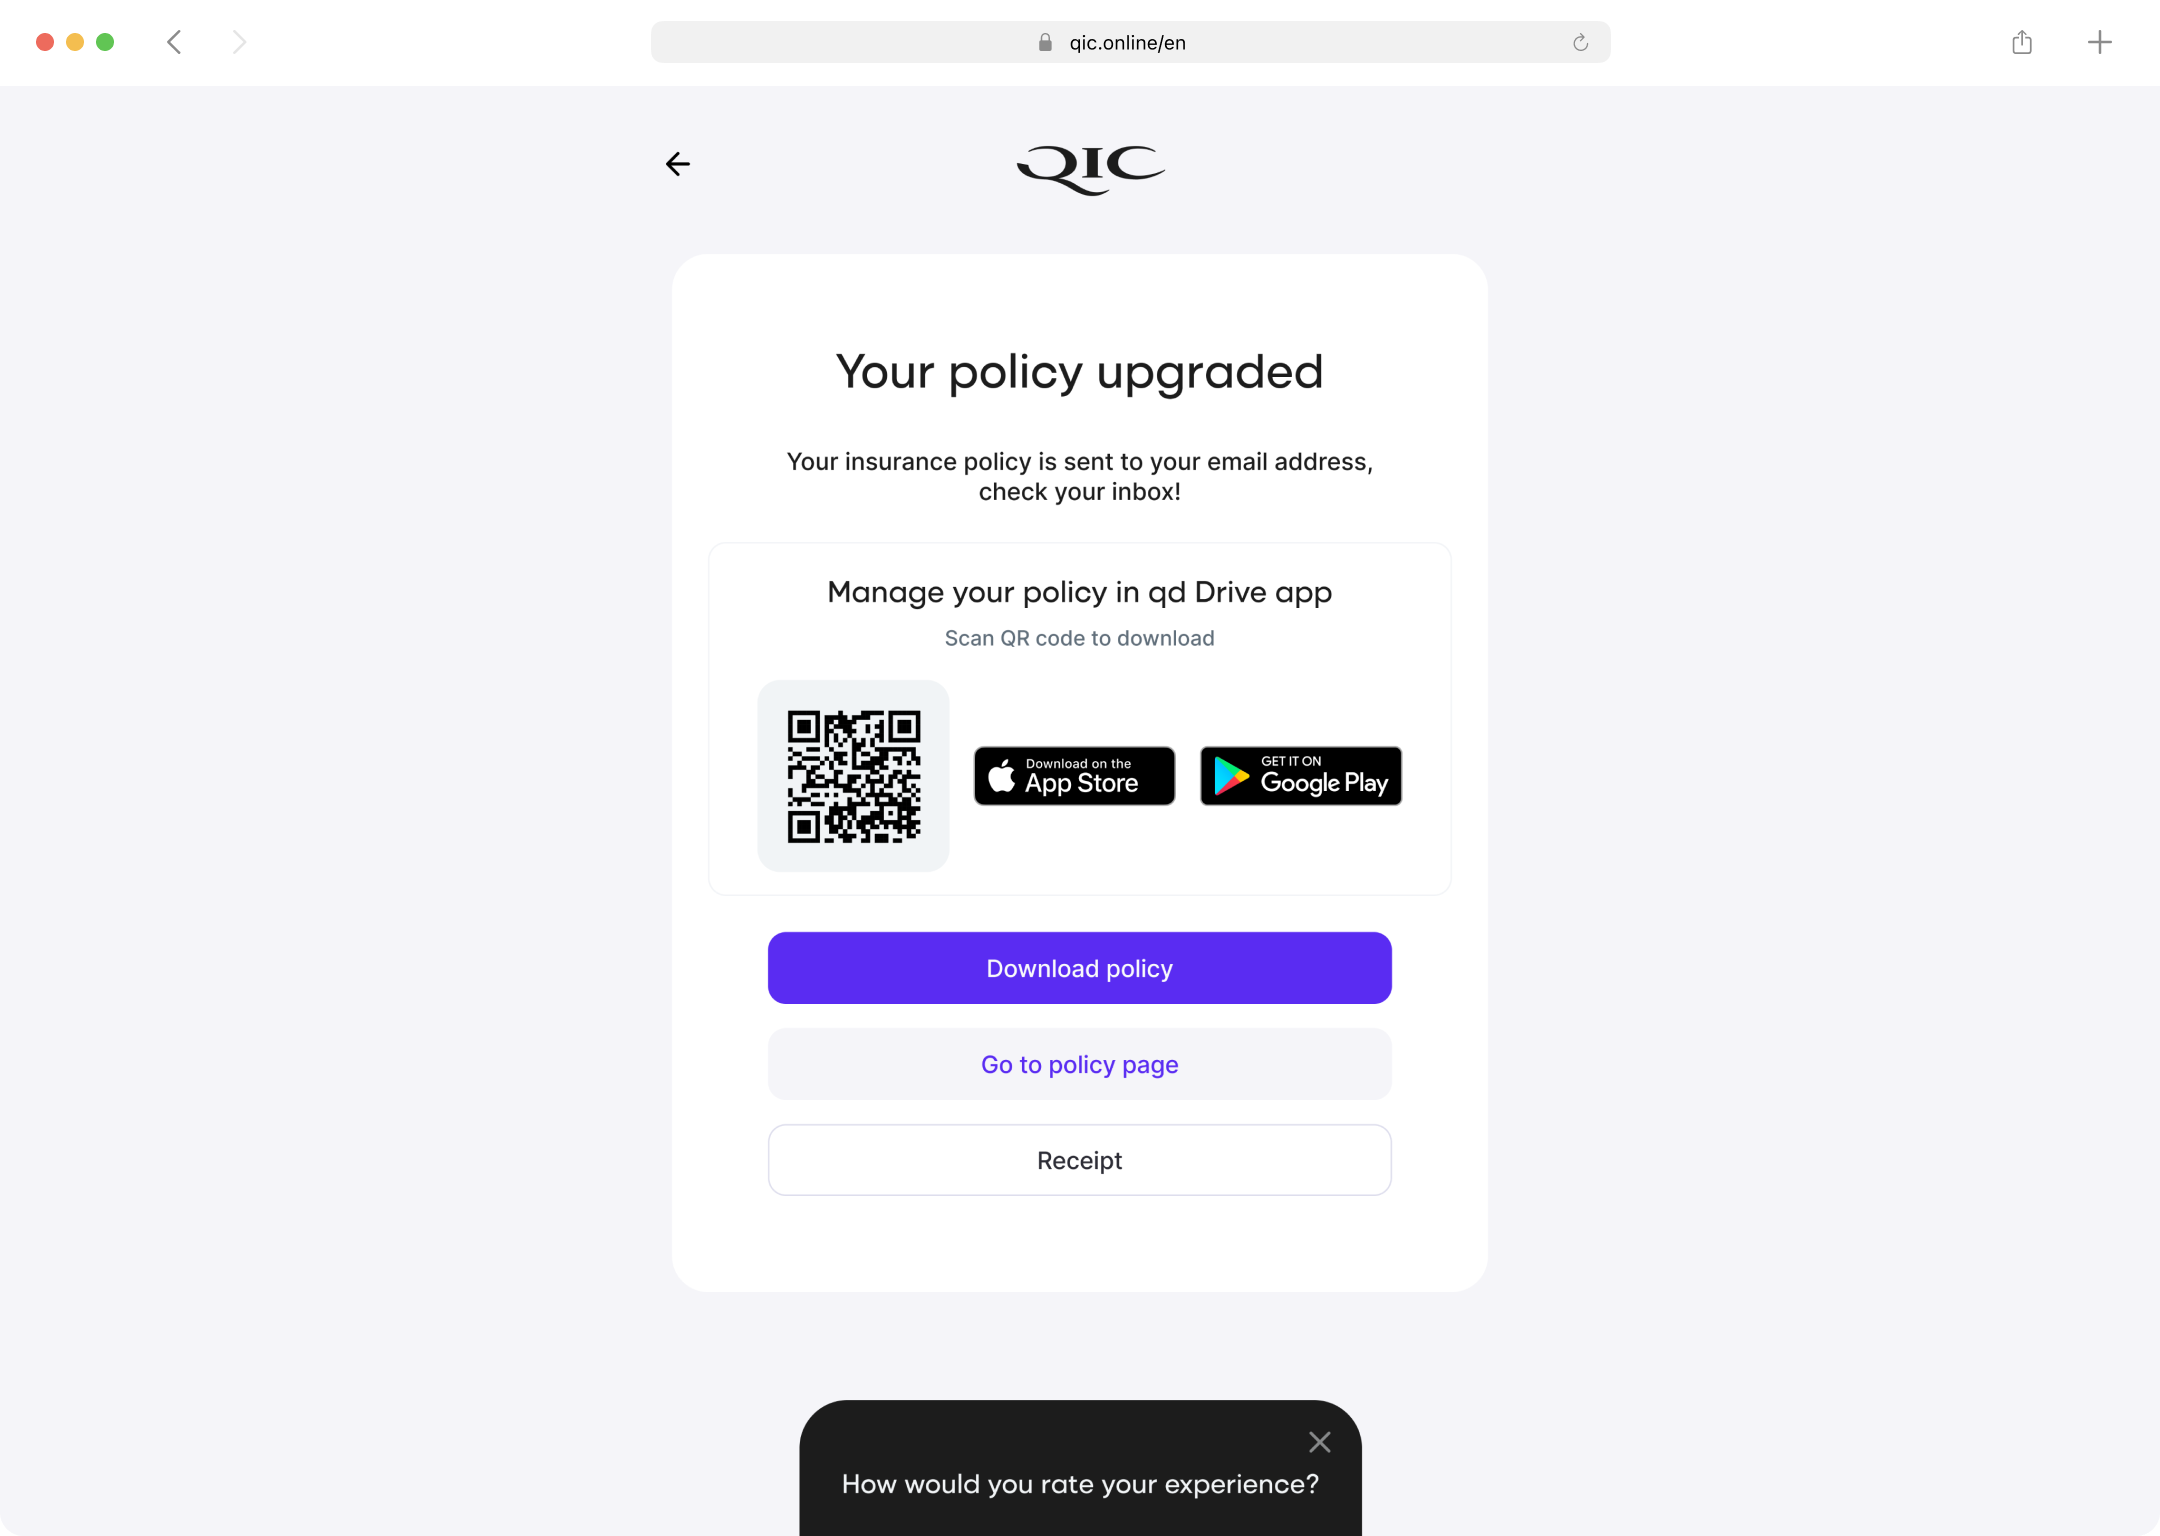 qic.online/en
QIC
Your policy upgraded
Your insurance policy is sent to your email address,
check your inbox!
Manage your policy in qd Drive app
Scan QR code to download
Download on the
App Store
GET IT ON
Google Play
Download policy
Go to policy page
Receipt
How would you rate your experience?